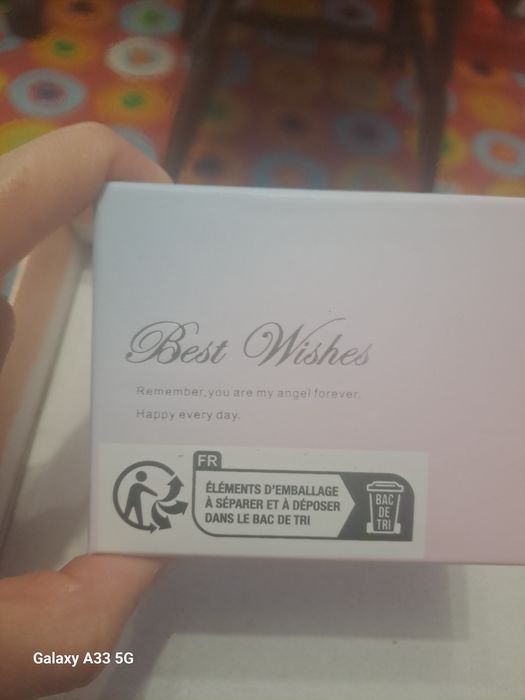 Best Wishes
Remember,you are my angel forever.
Happy every day.
FR
ÉLÉMENTS D'EMBALLAGE
À SÉPARER ET À DÉPOSER
DANS LE BAC DE TRI
BAC
DE
TRI
Galaxy A33 5G